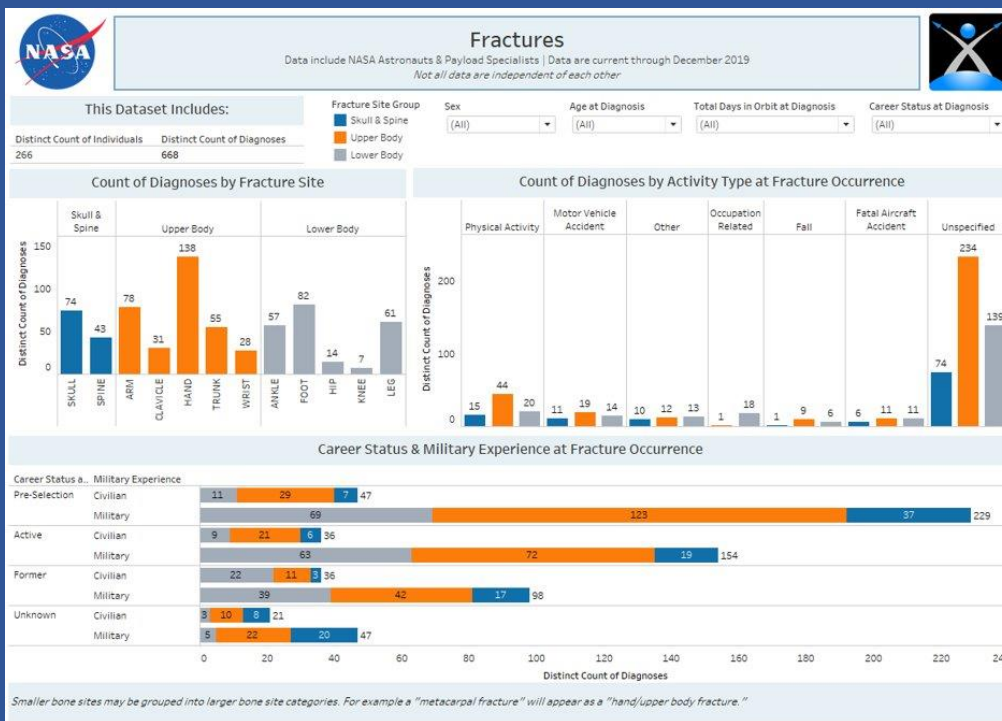 NASA
Fractures
Data include NASA Astronauts & Payload Specialists | Data are current through December 2019
Not all data are independent of each other
This Dataset Includes:
Distinct Count of Individuals Distinct Count of Diagnoses
266 668
Fracture Site Group
Skull & Spine
Upper Body
Lower Body
Sex Age at Diagnosis Total Days in Orbit at Diagnosis Career Status at Diagnosis
(All) (All) (All) (All)
Count of Diagnoses by Fracture Site
Skull &
Spine Upper Body Lower Body
Distinct Count of Diagnoses
150
100
50
0
74 43 78 31 138 55 28 57 82 14 7 61
SKULL SPINE ARM CLAVICLE HAND TRUNK WRIST ANKLE FOOT HIP KNEE LEG
Count of Diagnoses by Activity Type at Fracture Occurrence
Physical Activity Motor Vehicle Accident Other Occupation Related Fall Fatal Aircraft Accident Unspecified
Distinct Count of Diagnoses
200
100
0
15 44 20 11 19 14 10 12 13 1 18 1 9 6 6 11 11 74 234 139
Career Status & Military Experience at Fracture Occurrence
Career Status a.. Military Experience
Pre-Selection Civilian 11 29 7 47
Military 69 123 37 229
Active Civilian 9 21 6 36
Military 63 72 19 154
Former Civilian 22 11 3 36
Military 39 42 17 98
Unknown Civilian 3 10 8 21
Military 5 22 20 47
0 20 40 60 80 100 120 140 160 180 200 220
Distinct Count of Diagnoses
Smaller bone sites may be grouped into larger bone site categories. For example a "metacarpal fracture" will appear as a "hand/upper body fracture."